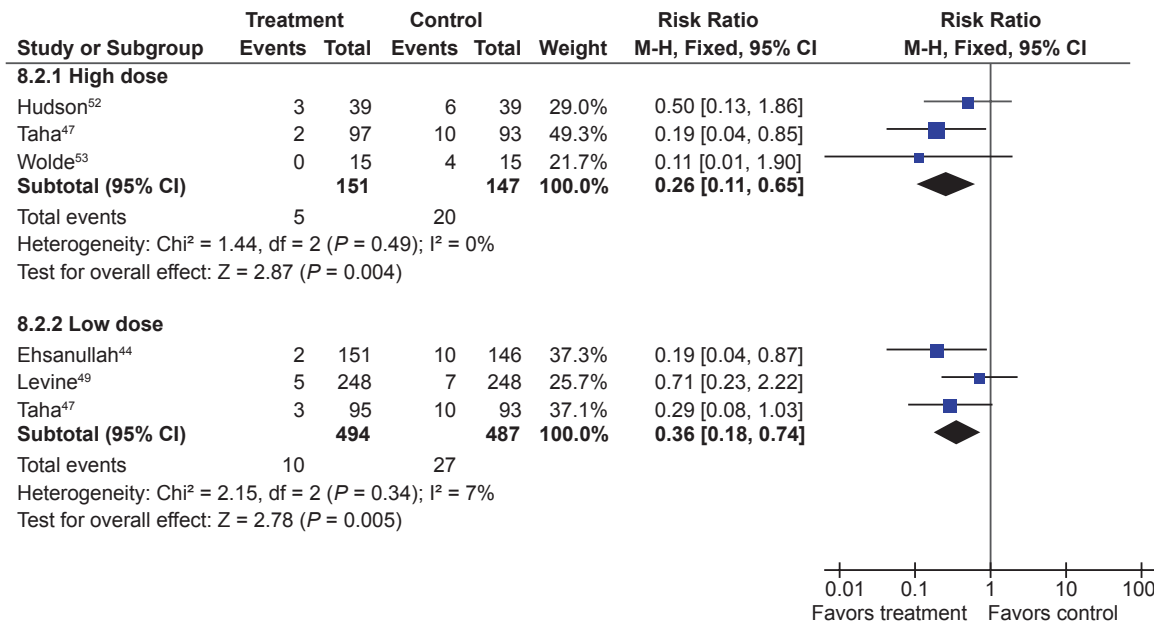 Treatment Control Risk Ratio Risk Ratio
Study or Subgroup Events Total Events Total Weight M-H, Fixed, 95% CI M-H, Fixed, 95% CI
8.2.1 High dose
Hudson⁵² 3 39 6 39 29.0% 0.50 [0.13, 1.86]
Taha⁴⁷ 2 97 10 93 49.3% 0.19 [0.04, 0.85]
Wolde⁵³ 0 15 4 15 21.7% 0.11 [0.01, 1.90]
Subtotal (95% CI) 151 147 100.0% 0.26 [0.11, 0.65]
Total events 5 20
Heterogeneity: Chi² = 1.44, df = 2 (P = 0.49); I² = 0%
Test for overall effect: Z = 2.87 (P = 0.004)
8.2.2 Low dose
Ehsanullah⁴⁴ 2 151 10 146 37.3% 0.19 [0.04, 0.87]
Levine⁴⁹ 5 248 7 248 25.7% 0.71 [0.23, 2.22]
Taha⁴⁷ 3 95 10 93 37.1% 0.29 [0.08, 1.03]
Subtotal (95% CI) 494 487 100.0% 0.36 [0.18, 0.74]
Total events 10 27
Heterogeneity: Chi² = 2.15, df = 2 (P = 0.34); I² = 7%
Test for overall effect: Z = 2.78 (P = 0.005)
0.01 0.1 1 10 100
Favors treatment Favors control